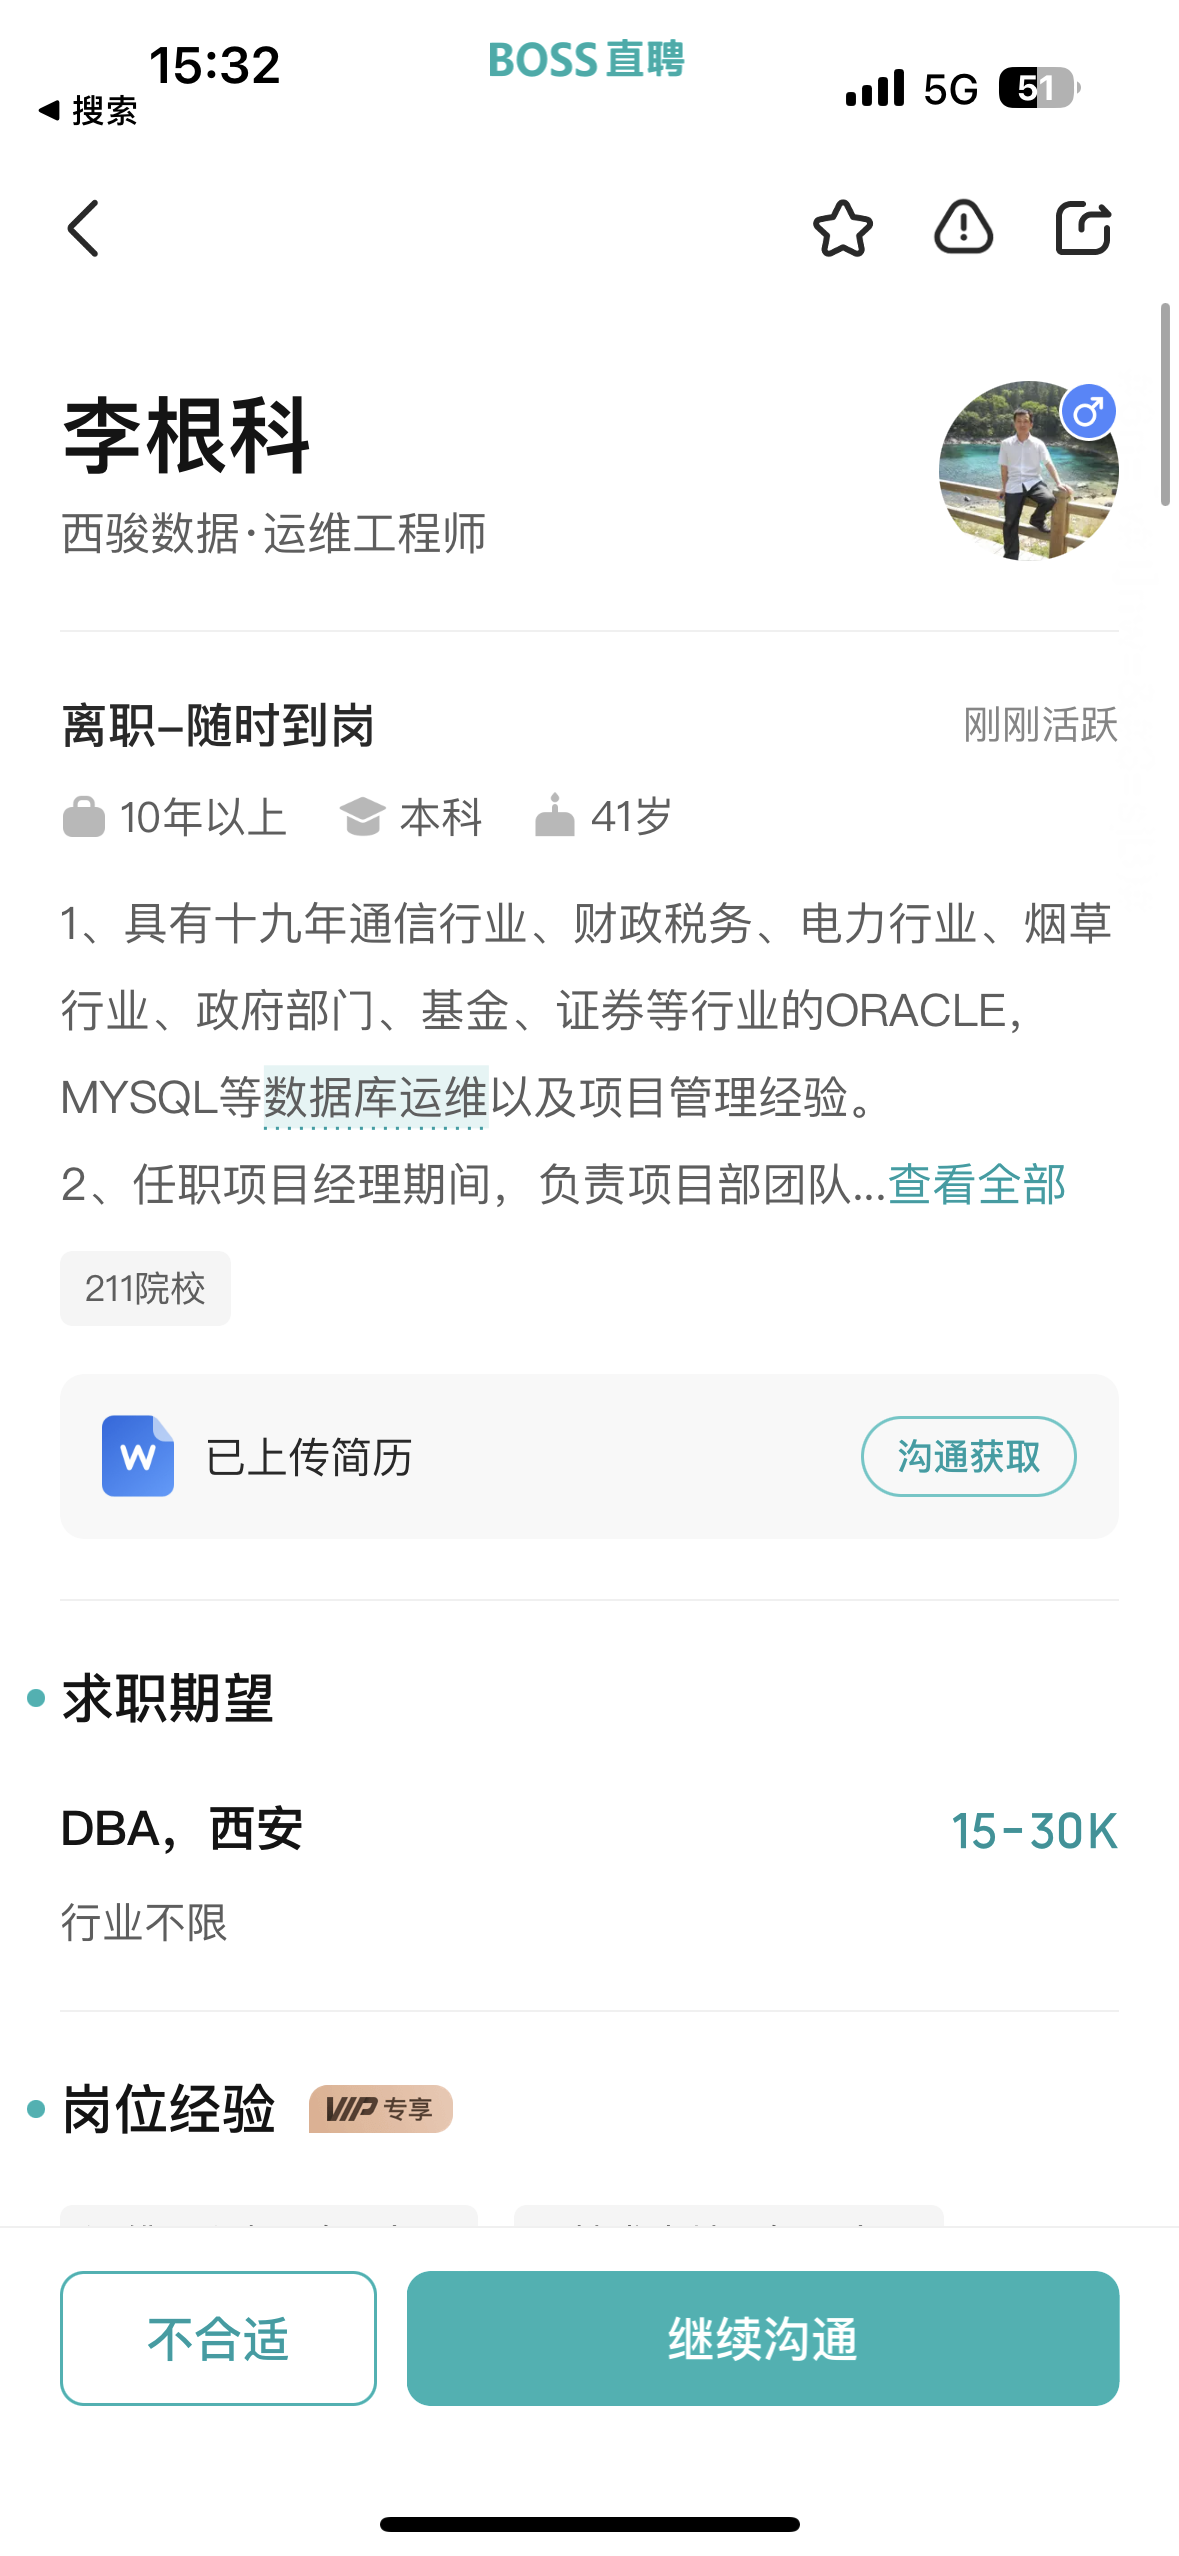 15:32
BOSS 直聘
5G
51
搜索
李根科
西骏数据·运维工程师
离职-随时到岗
刚刚活跃
10年以上
本科
41岁
1、具有十九年通信行业、财政税务、电力行业、烟草
行业、政府部门、基金、证券等行业的ORACLE，
MYSQL等数据库运维以及项目管理经验。
2、任职项目经理期间，负责项目部团队...查看全部
211院校
W
已上传简历
沟通获取
求职期望
DBA，西安
15-30K
行业不限
岗位经验
VIP 专享
不合适
继续沟通